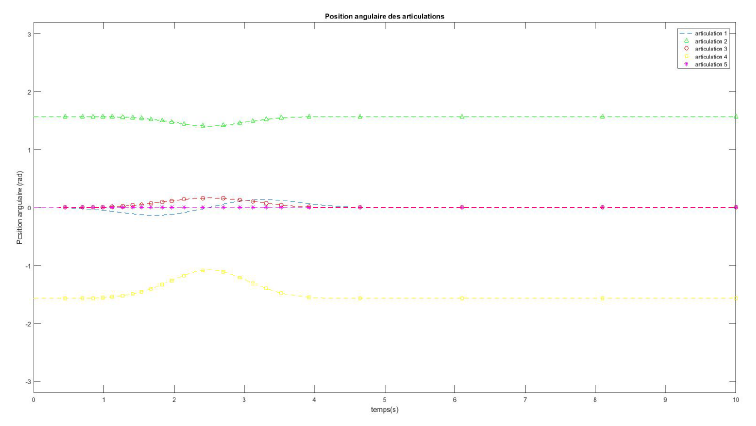 Position angulaire des articulations
articulation 1
articulation 2
articulation 3
articulation 4
articulation 5
Position angulaire (rad)
3
2
1
0
-1
-2
-3
0 1 2 3 4 5 6 7 8 9 10
temps(s)